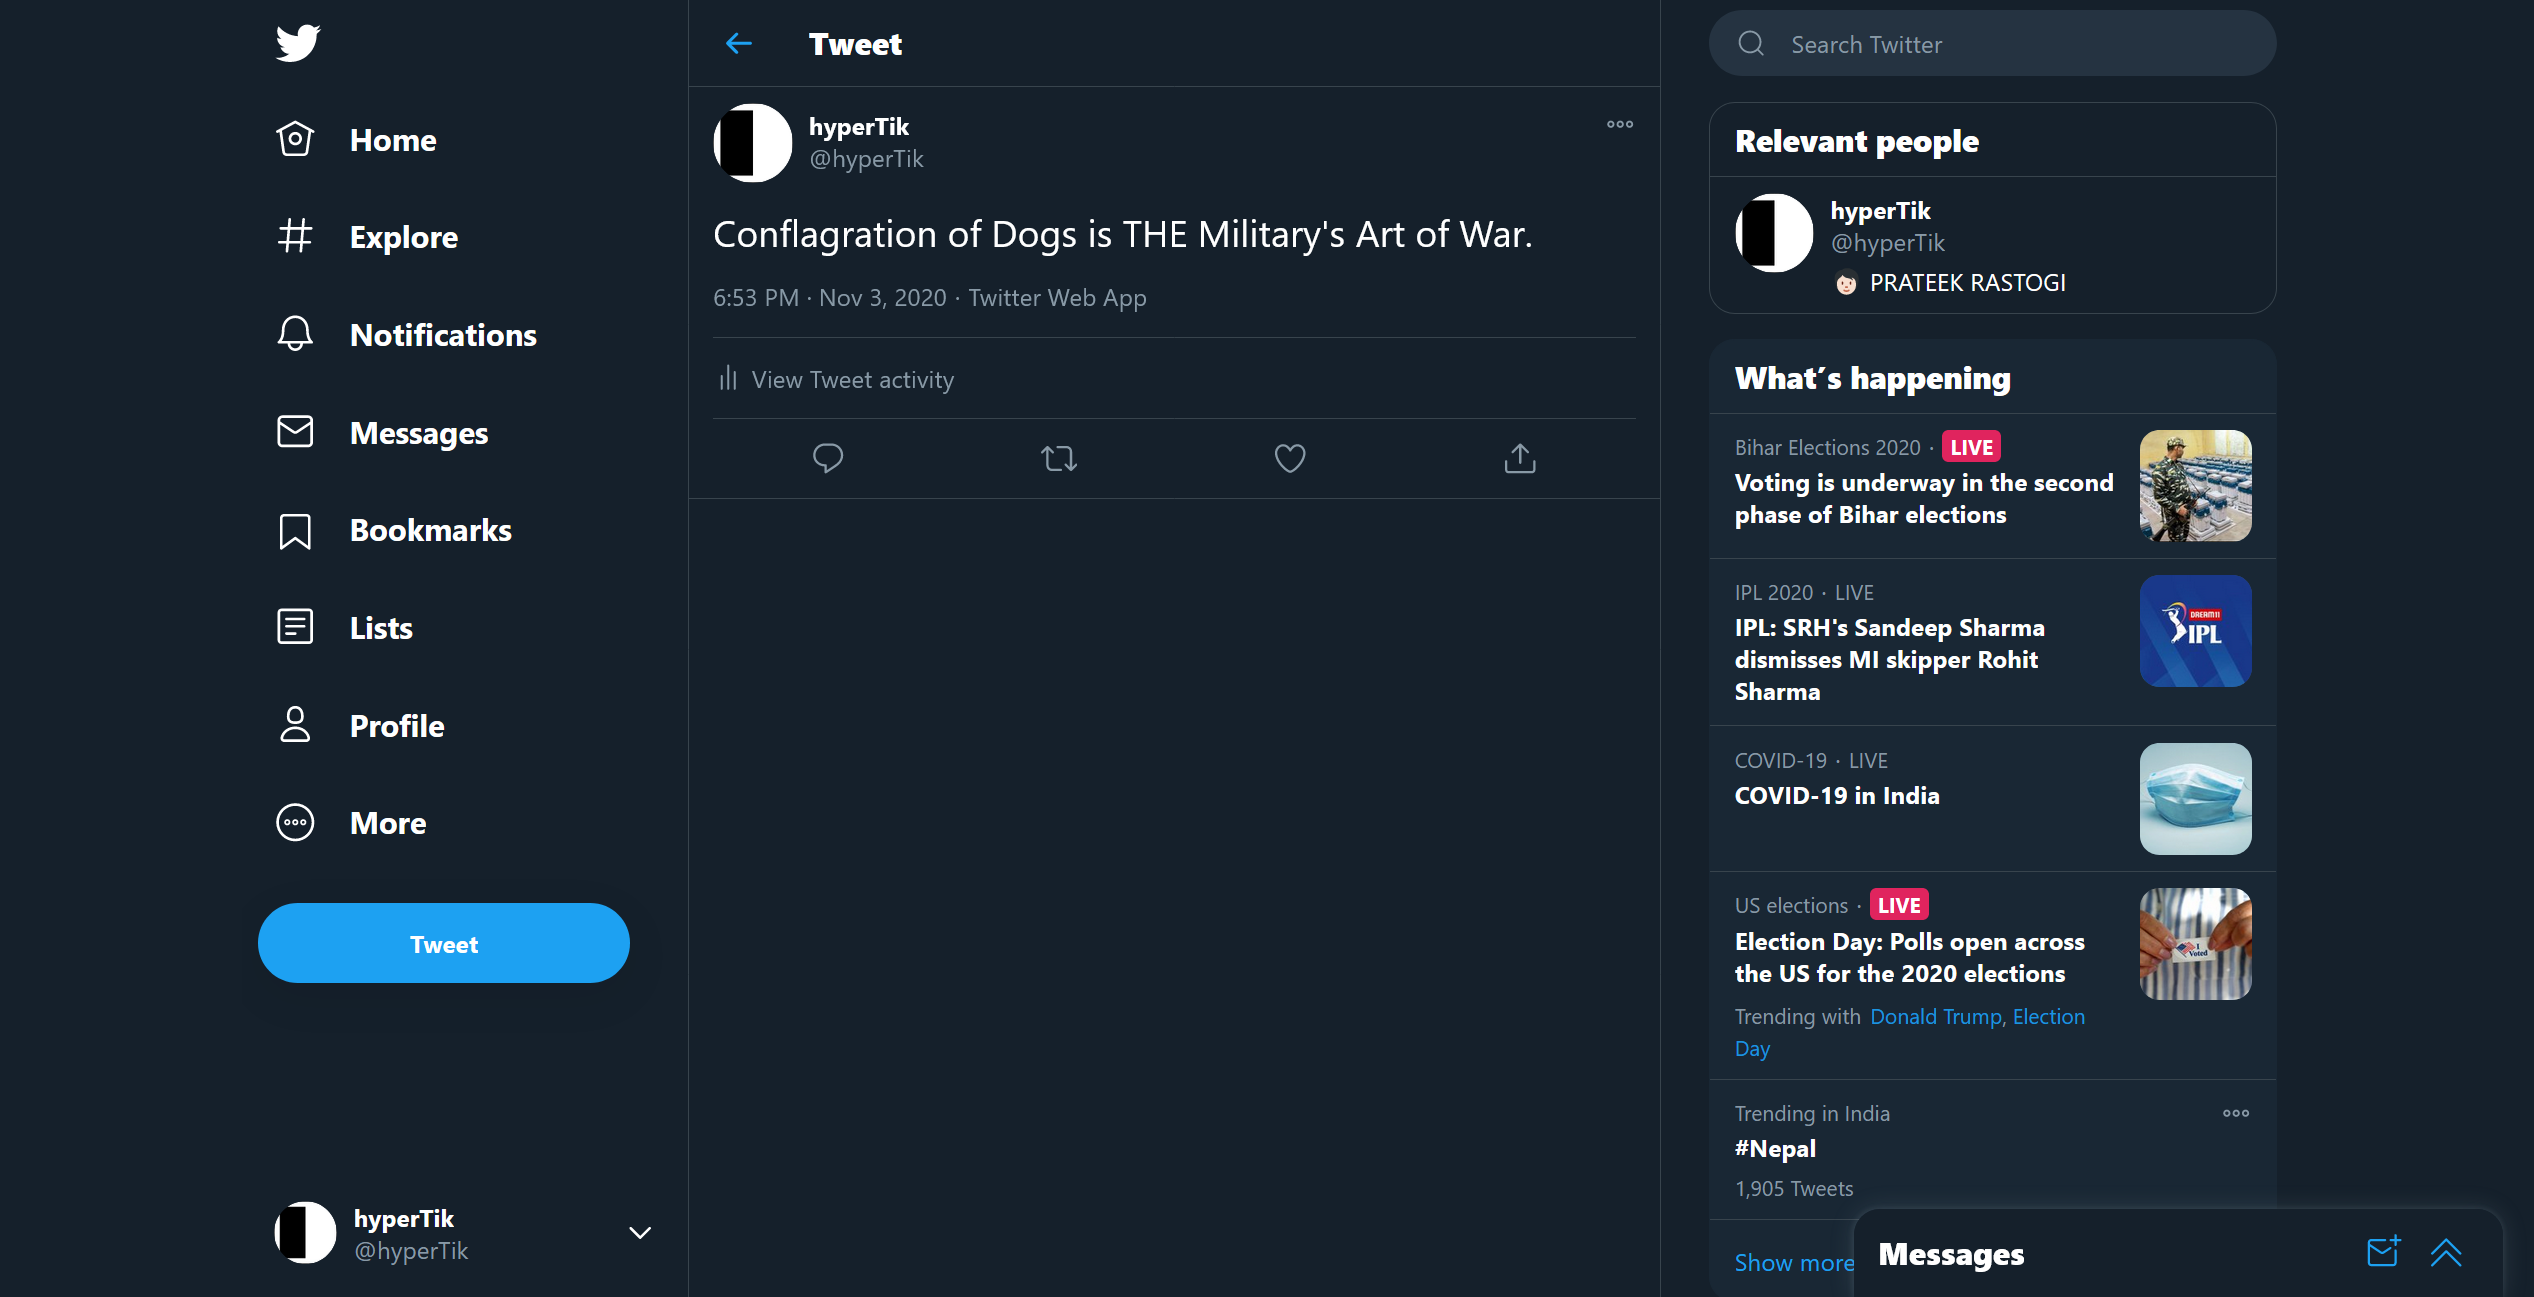 Home
Explore
Notifications
Messages
Bookmarks
Lists
Profile
More
Tweet
hyperTik
@hyperTik
Tweet
hyperTik
@hyperTik
Conflagration of Dogs is THE Military's Art of War.
6:53 PM · Nov 3, 2020 · Twitter Web App
View Tweet activity
Search Twitter
Relevant people
hyperTik
@hyperTik
PRATEEK RASTOGI
What's happening
Bihar Elections 2020 · LIVE
Voting is underway in the second
phase of Bihar elections
IPL 2020 · LIVE
IPL: SRH's Sandeep Sharma
dismisses MI skipper Rohit
Sharma
DREAM11
IPL
COVID-19 · LIVE
COVID-19 in India
US elections · LIVE
Election Day: Polls open across
the US for the 2020 elections
I
Voted
Trending with Donald Trump, Election
Day
Trending in India
#Nepal
1,905 Tweets
Show more
Messages